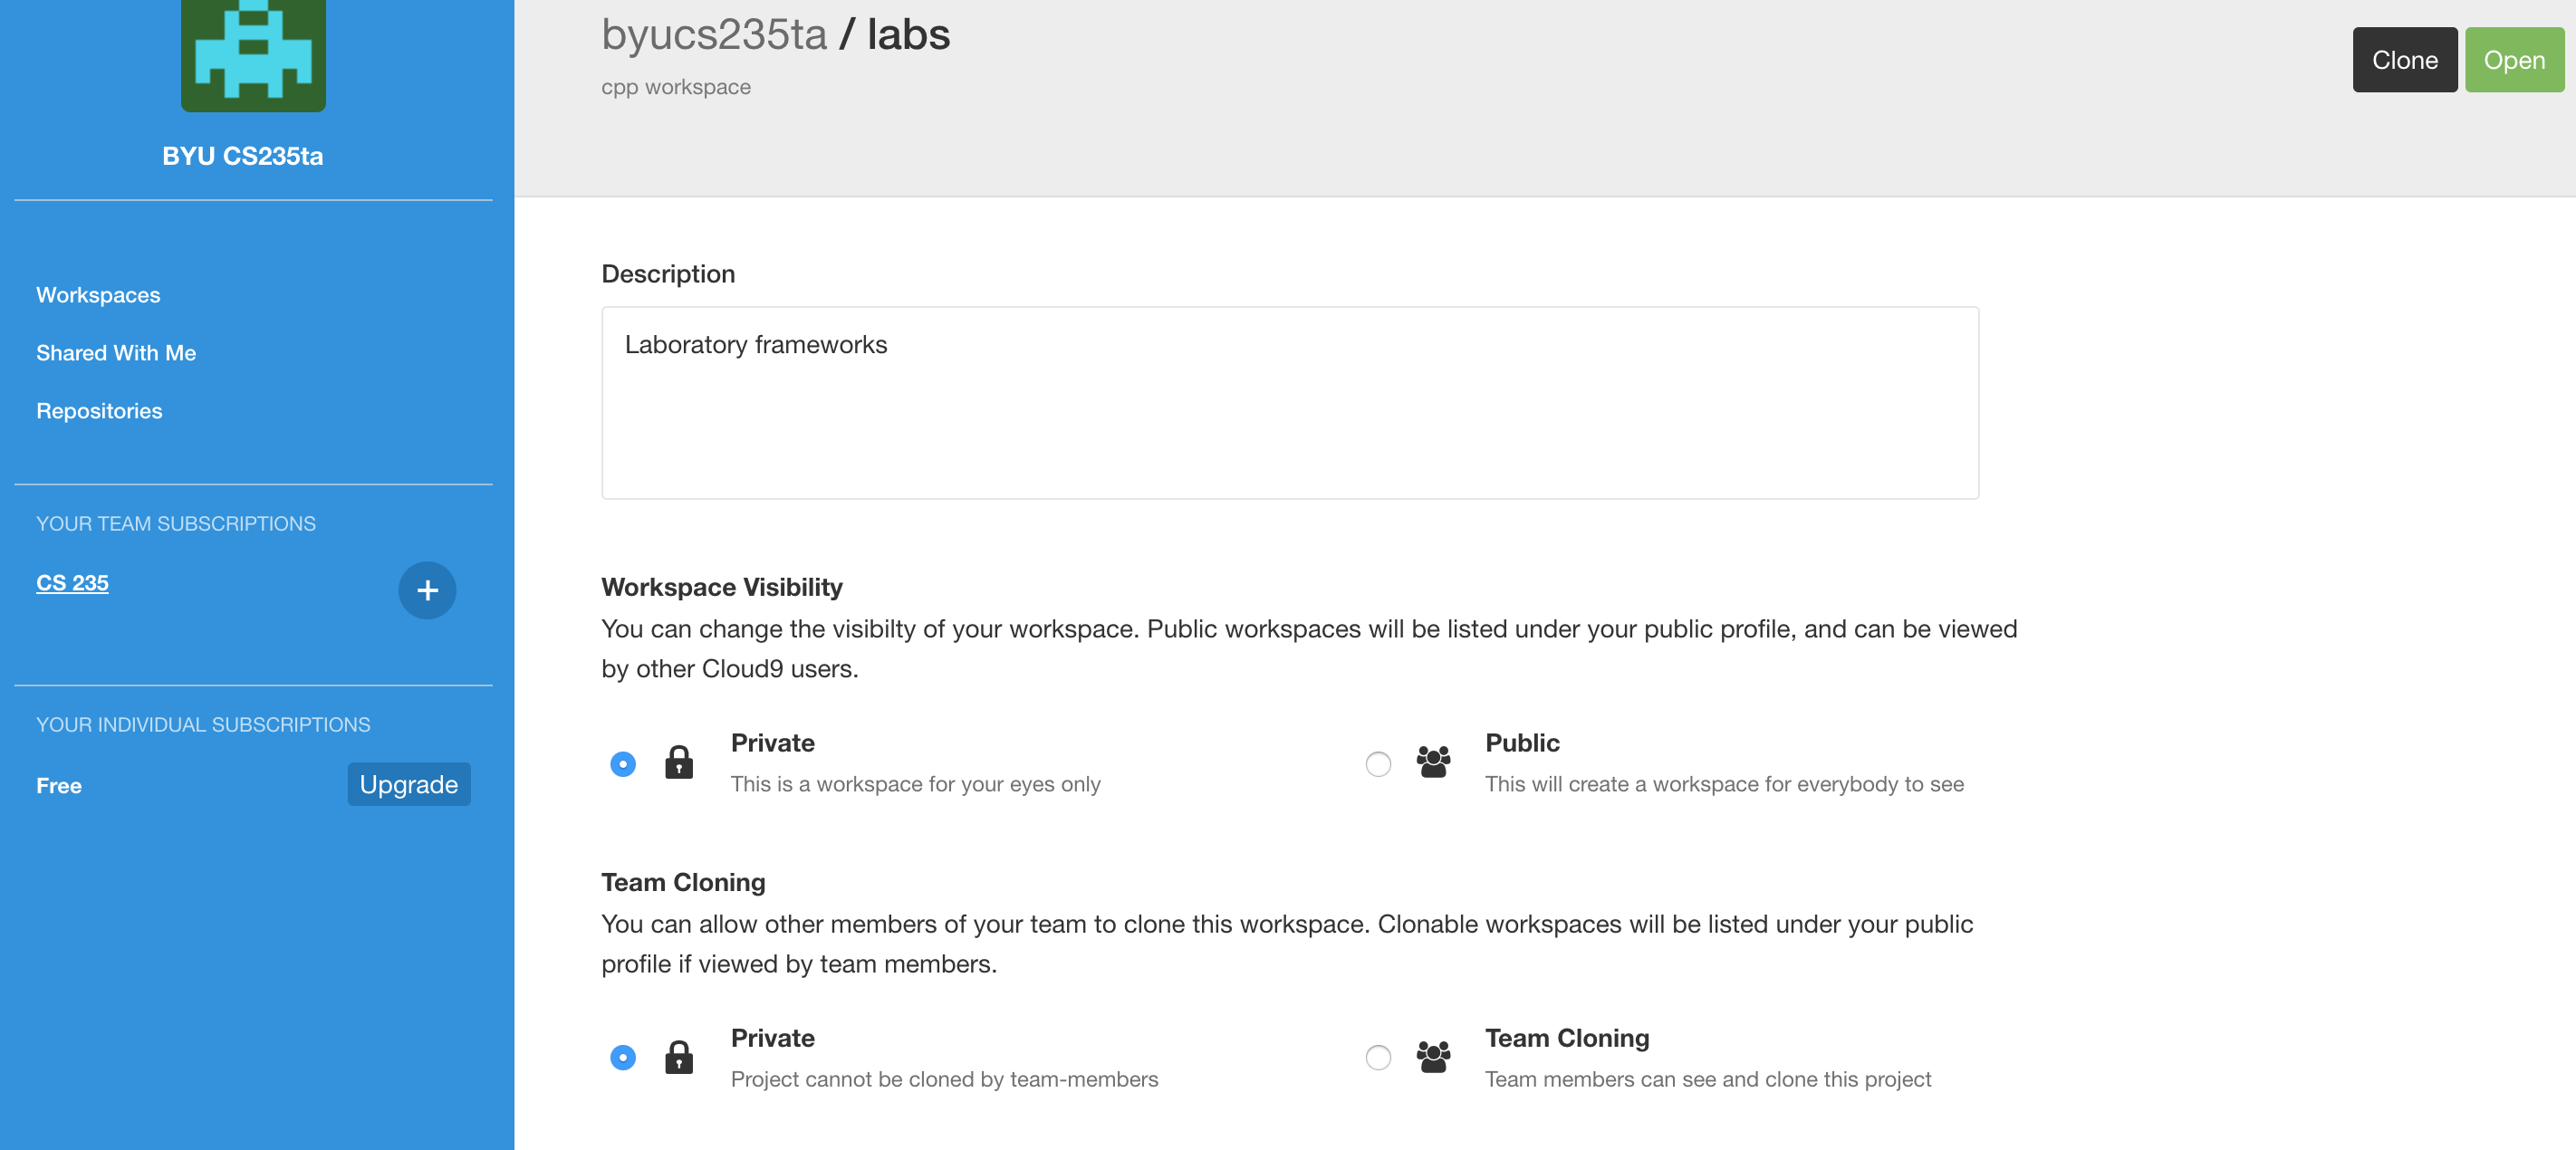 BYU CS235ta
Workspaces
Shared With Me
Repositories
YOUR TEAM SUBSCRIPTIONS
CS 235
+
YOUR INDIVIDUAL SUBSCRIPTIONS
Free
Upgrade
byucs235ta / labs
cpp workspace
Clone
Open
Description
Laboratory frameworks
Workspace Visibility
You can change the visibilty of your workspace. Public workspaces will be listed under your public profile, and can be viewed
by other Cloud9 users.
Private
This is a workspace for your eyes only
Public
This will create a workspace for everybody to see
Team Cloning
You can allow other members of your team to clone this workspace. Clonable workspaces will be listed under your public
profile if viewed by team members.
Private
Project cannot be cloned by team-members
Team Cloning
Team members can see and clone this project